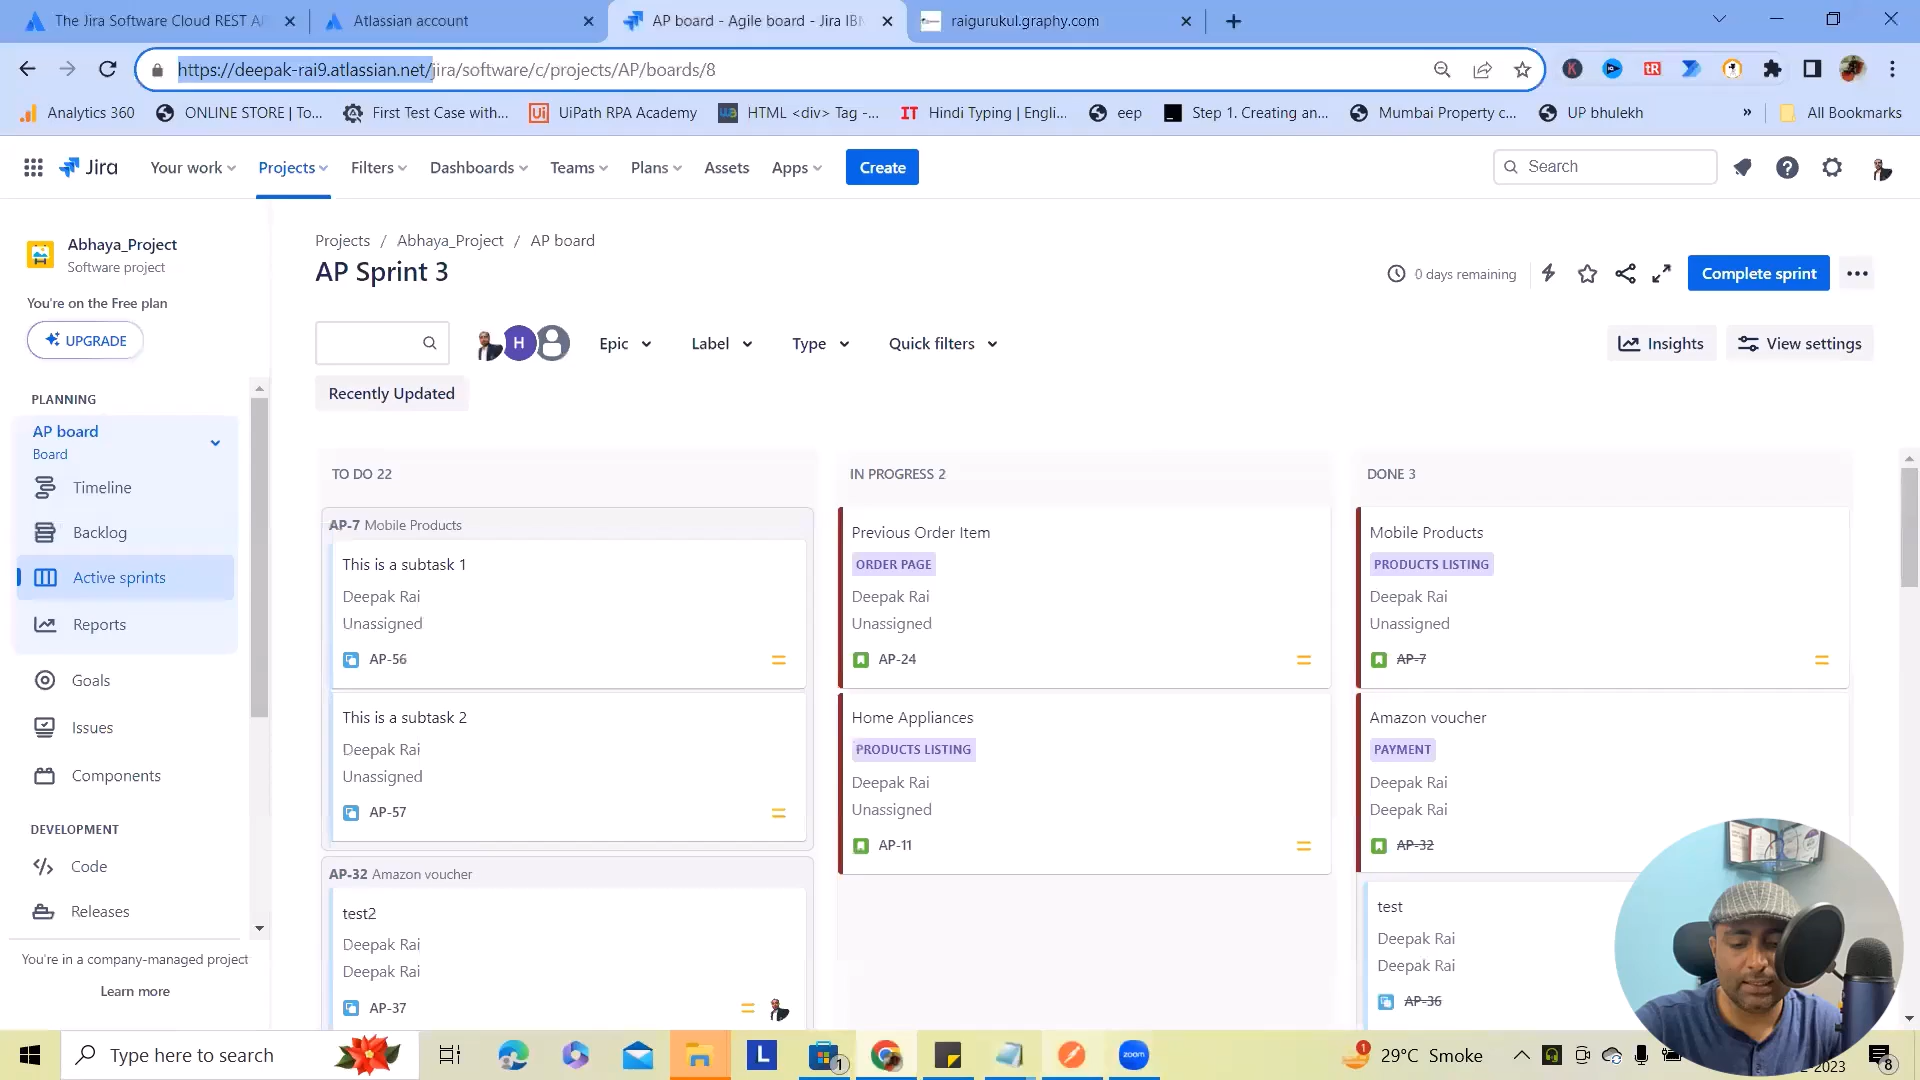 The Jira Software Cloud REST A
Atlassian account
AP board - Agile board - Jira IBM
raigurukul.graphy.com
https://deepak-rai9.atlassian.net/jira/software/c/projects/AP/boards/8
Analytics 360
ONLINE STORE | To...
First Test Case with...
UiPath RPA Academy
HTML <div> Tag -...
Hindi Typing | Engli...
eep
Step 1. Creating an...
Mumbai Property c...
UP bhulekh
»
All Bookmarks
Jira
Your work
Projects
Filters
Dashboards
Teams
Plans
Assets
Apps
Create
Search
Abhaya_Project
Software project
You're on the Free plan
UPGRADE
PLANNING
AP board
Board
Timeline
Backlog
Active sprints
Reports
Goals
Issues
Components
DEVELOPMENT
Code
Releases
You're in a company-managed project
Learn more
Projects / Abhaya_Project / AP board
AP Sprint 3
0 days remaining
Complete sprint
H
Epic
Label
Type
Quick filters
Insights
View settings
Recently Updated
TO DO 22
AP-7 Mobile Products
This is a subtask 1
Deepak Rai
Unassigned
AP-56
This is a subtask 2
Deepak Rai
Unassigned
AP-57
AP-32 Amazon voucher
test2
Deepak Rai
Deepak Rai
AP-37
IN PROGRESS 2
Previous Order Item
ORDER PAGE
Deepak Rai
Unassigned
AP-24
Home Appliances
PRODUCTS LISTING
Deepak Rai
Unassigned
AP-11
DONE 3
Mobile Products
PRODUCTS LISTING
Deepak Rai
Unassigned
AP-7
Amazon voucher
PAYMENT
Deepak Rai
Deepak Rai
AP-32
test
Deepak Rai
Deepak Rai
AP-36
Type here to search
L
1
zoom
1
29°C Smoke
2023
8